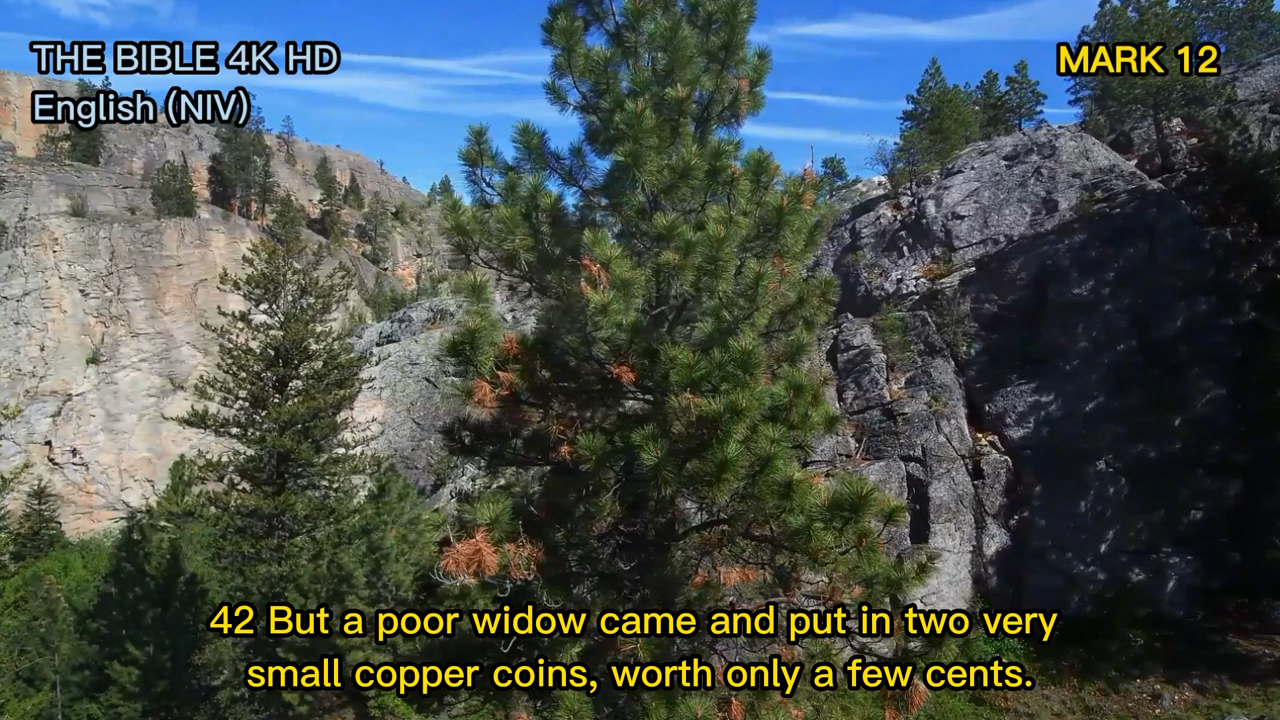 THE BIBLE 4K HD
English (NIV)
MARK 12
42 But a poor widow came and put in two very
small copper coins, worth only a few cents.